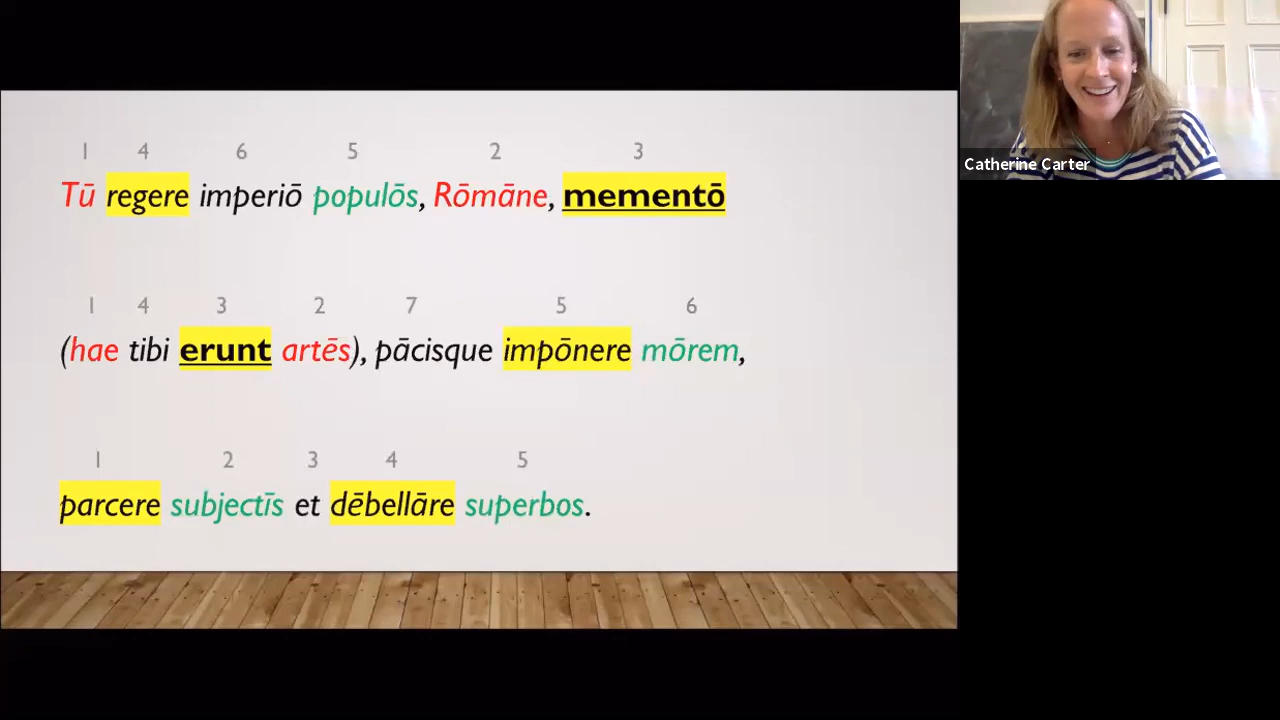 1 4 6 5 2 3
Tū regere imperiō populōs, Rōmāne, mementō
1 4 3 2 7 5 6
(hae tibi erunt artēs), pācisque impōnere mōrem,
1 2 3 4 5
parcere subjectīs et dēbellāre superbos.
Catherine Carter